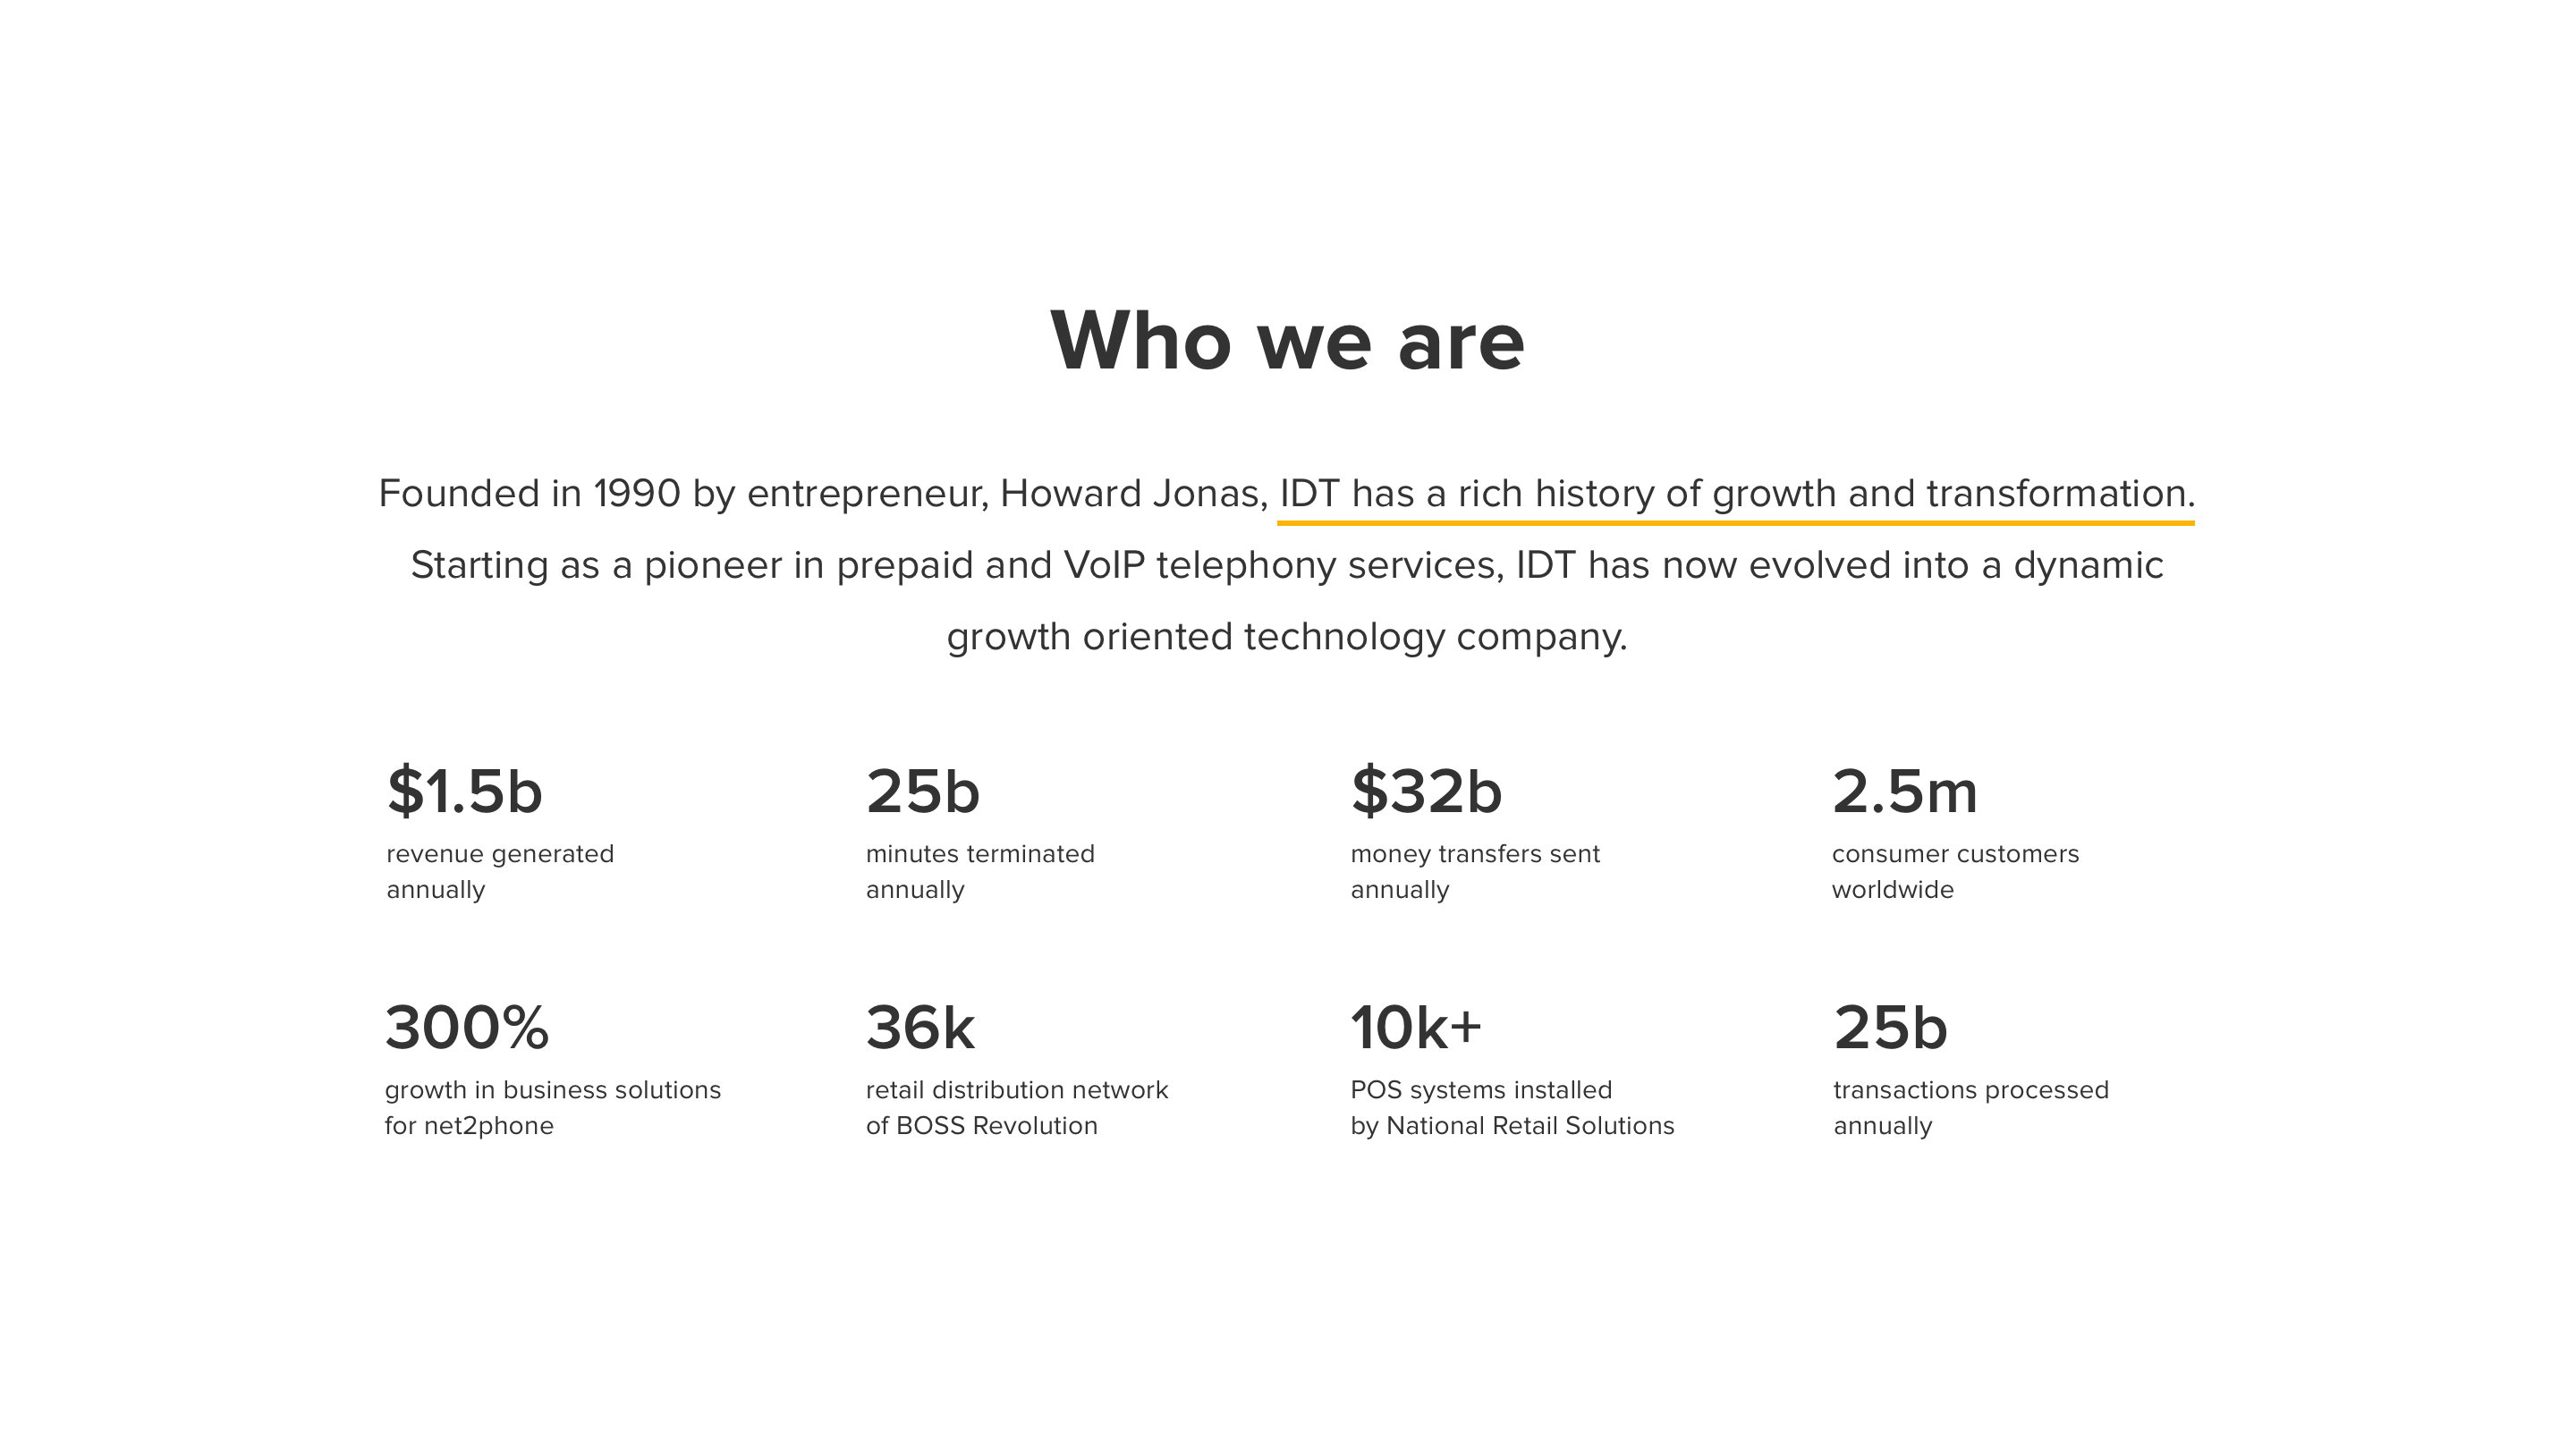 Who we are
Founded in 1990 by entrepreneur, Howard Jonas, IDT has a rich history of growth and transformation.
Starting as a pioneer in prepaid and VoIP telephony services, IDT has now evolved into a dynamic
growth oriented technology company.
$1.5b
revenue generated
annually
25b
minutes terminated
annually
$32b
money transfers sent
annually
2.5m
consumer customers
worldwide
300%
growth in business solutions
for net2phone
36k
retail distribution network
of BOSS Revolution
10k+
POS systems installed
by National Retail Solutions
25b
transactions processed
annually